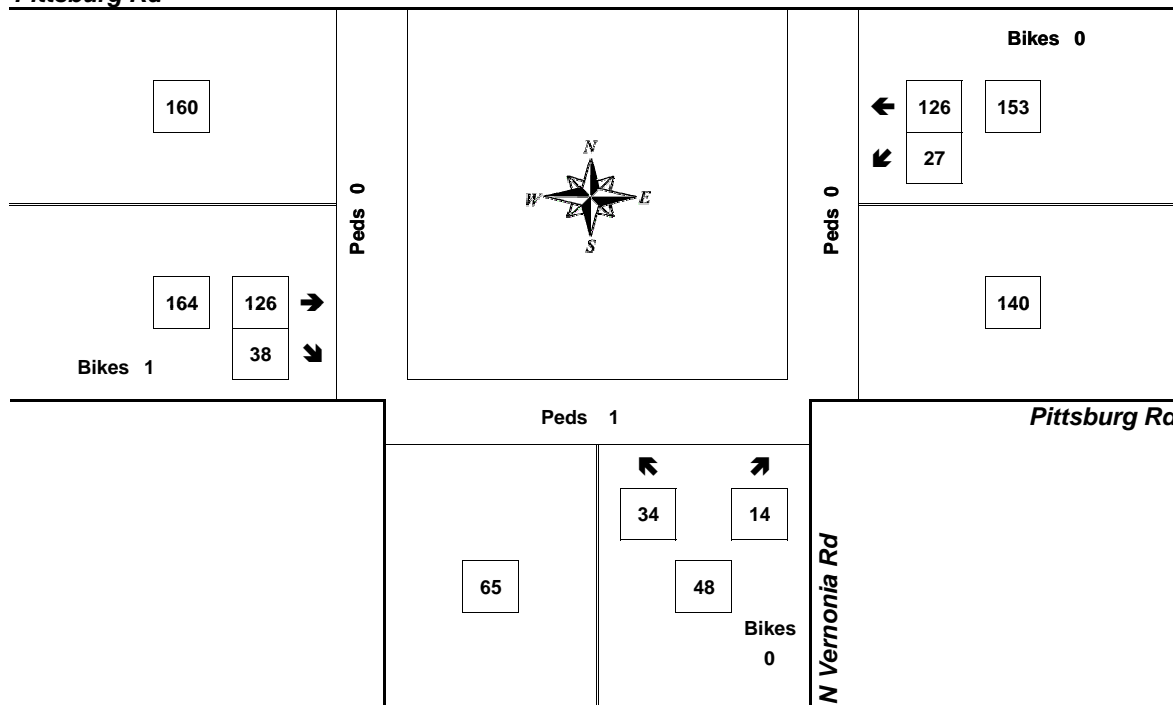 Pittsburg Rd
Bikes 0
160
126 153
27
Peds 0
N
W E
S
Peds 0
164 126
38
Bikes 1
140
Peds 1
Pittsburg Rd
34 14
65 48
Bikes
0
N Vernonia Rd